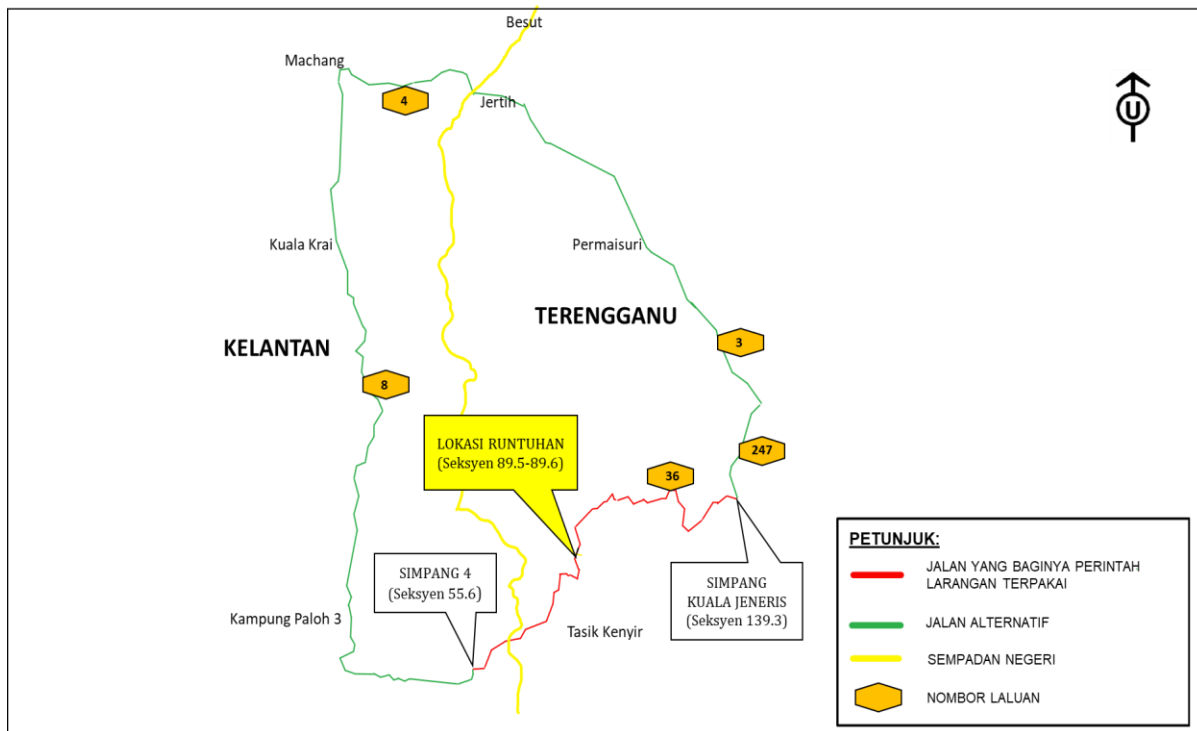 Besut
Machang
4
Jertih
U
Kuala Krai
Permaisuri
TERENGGANU
3
KELANTAN
8
LOKASI RUNTUHAN
(Seksyen 89.5-89.6)
247
36
SIMPANG 4
(Seksyen 55.6)
SIMPANG
KUALA JENERIS
(Seksyen 139.3)
Kampung Paloh 3
Tasik Kenyir
PETUNJUK:
JALAN YANG BAGINYA PERINTAH
LARANGAN TERPAKAI
JALAN ALTERNATIF
SEMPADAN NEGERI
NOMBOR LALUAN